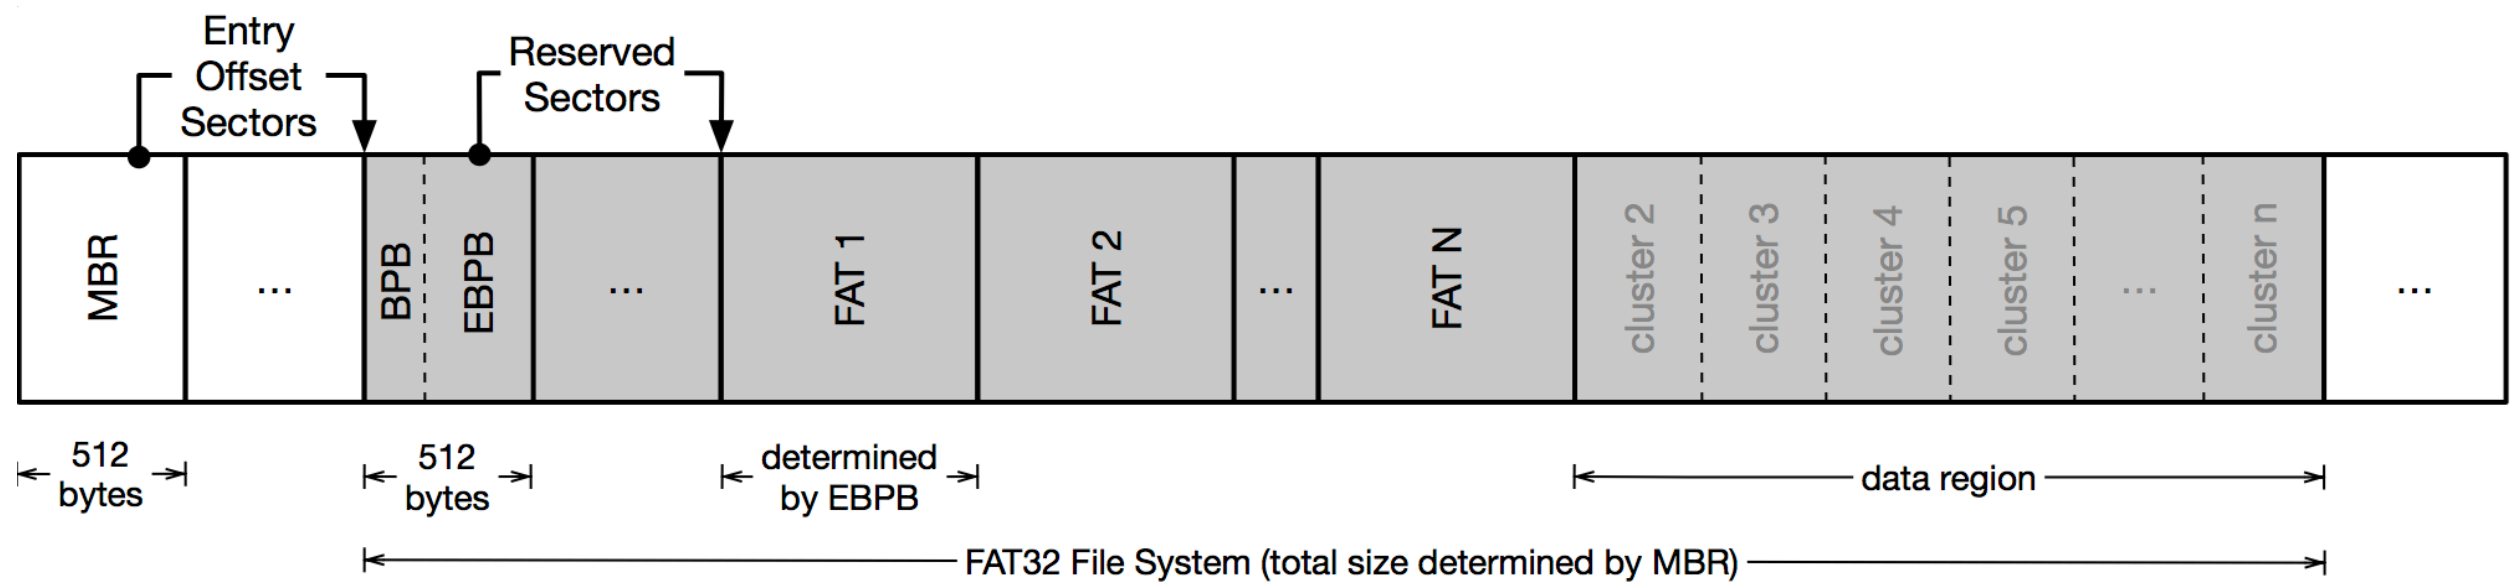 Entry
Offset
Sectors
Reserved
Sectors
MBR
...
BPB
EBPB
...
FAT 1
FAT 2
...
FAT N
cluster 2
cluster 3
cluster 4
cluster 5
...
cluster n
...
512
bytes
512
bytes
determined
by EBPB
data region
FAT32 File System (total size determined by MBR)